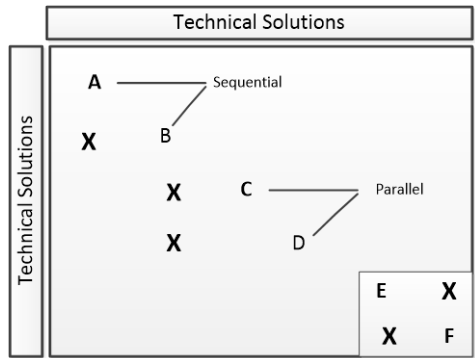 Technical Solutions
Technical Solutions
A Sequential
X B
X C Parallel
X D
E X
X F